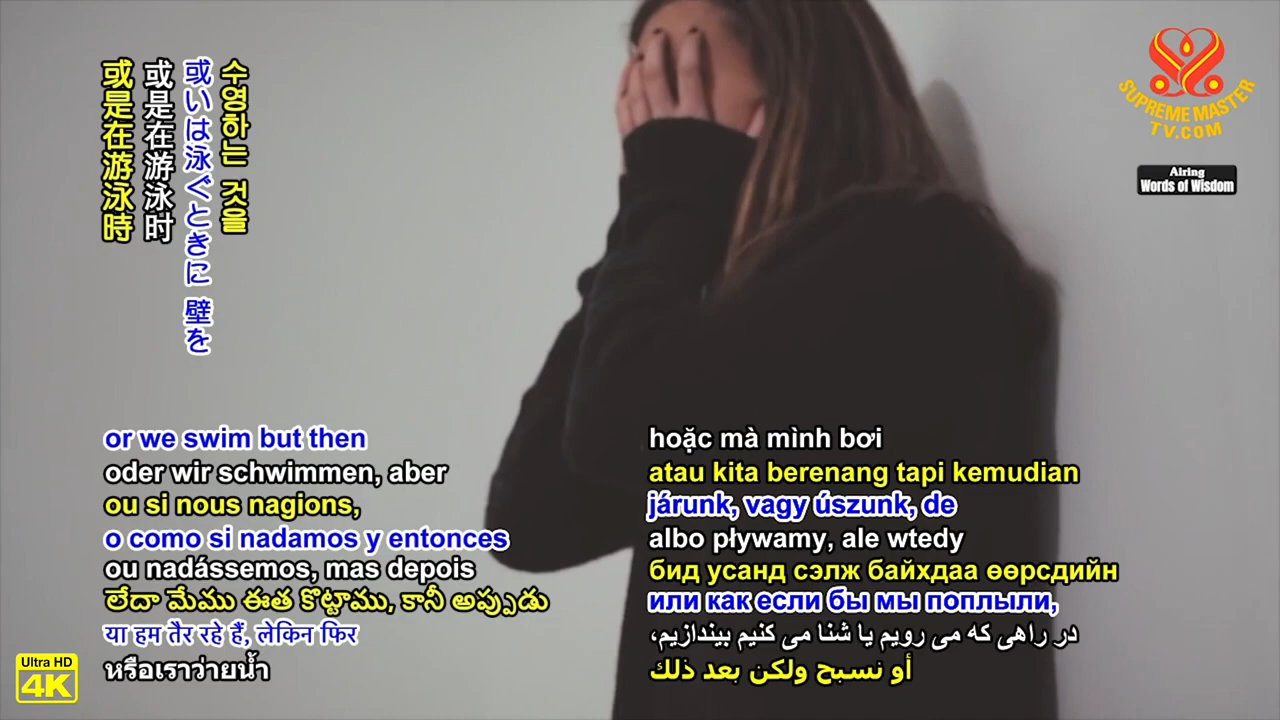 或是在游泳時
或是在游泳时
或いは泳ぐときに 壁を
수영하는 것을
SUPREME MASTER
TV.COM
Airing
Words of Wisdom
or we swim but then
oder wir schwimmen, aber
ou si nous nagions,
o como si nadamos y entonces
ou nadássemos, mas depois
లేదా మేము ఈత కొట్టాము, కానీ అప్పుడు
या हम तैर रहे हैं, लेकिन फिर
หรือเราว่ายน้ำ
hoặc mà mình bơi
atau kita berenang tapi kemudian
járunk, vagy úszunk, de
albo pływamy, ale wtedy
бид усанд сэлж байхдаа өөрсдийн
или как если бы мы поплыли,
در راهی که می رویم یا شنا می کنیم بیندازیم،
أو نسبح ولكن بعد ذلك
Ultra HD
4K